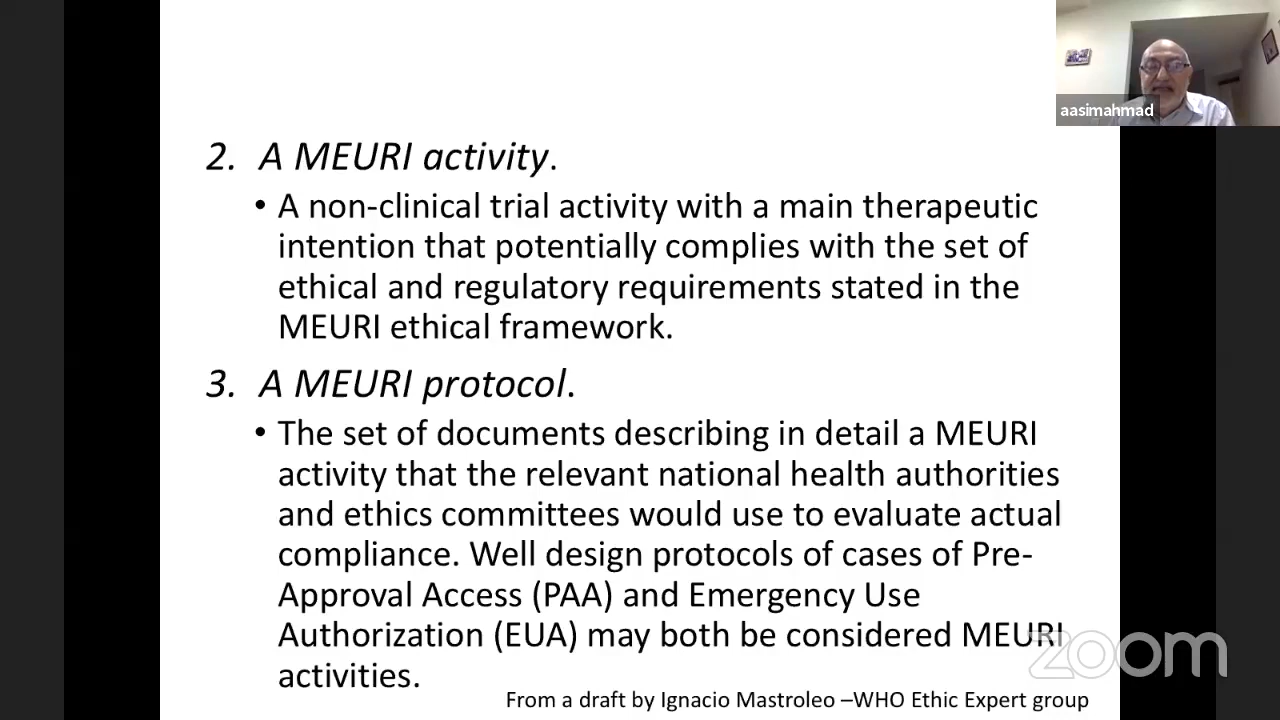 aasimahmad
2. A MEURI activity.
• A non-clinical trial activity with a main therapeutic
intention that potentially complies with the set of
ethical and regulatory requirements stated in the
MEURI ethical framework.
3. A MEURI protocol.
• The set of documents describing in detail a MEURI
activity that the relevant national health authorities
and ethics committees would use to evaluate actual
compliance. Well design protocols of cases of Pre-
Approval Access (PAA) and Emergency Use
Authorization (EUA) may both be considered MEURI
activities.
zoom
From a draft by Ignacio Mastroleo –WHO Ethic Expert group